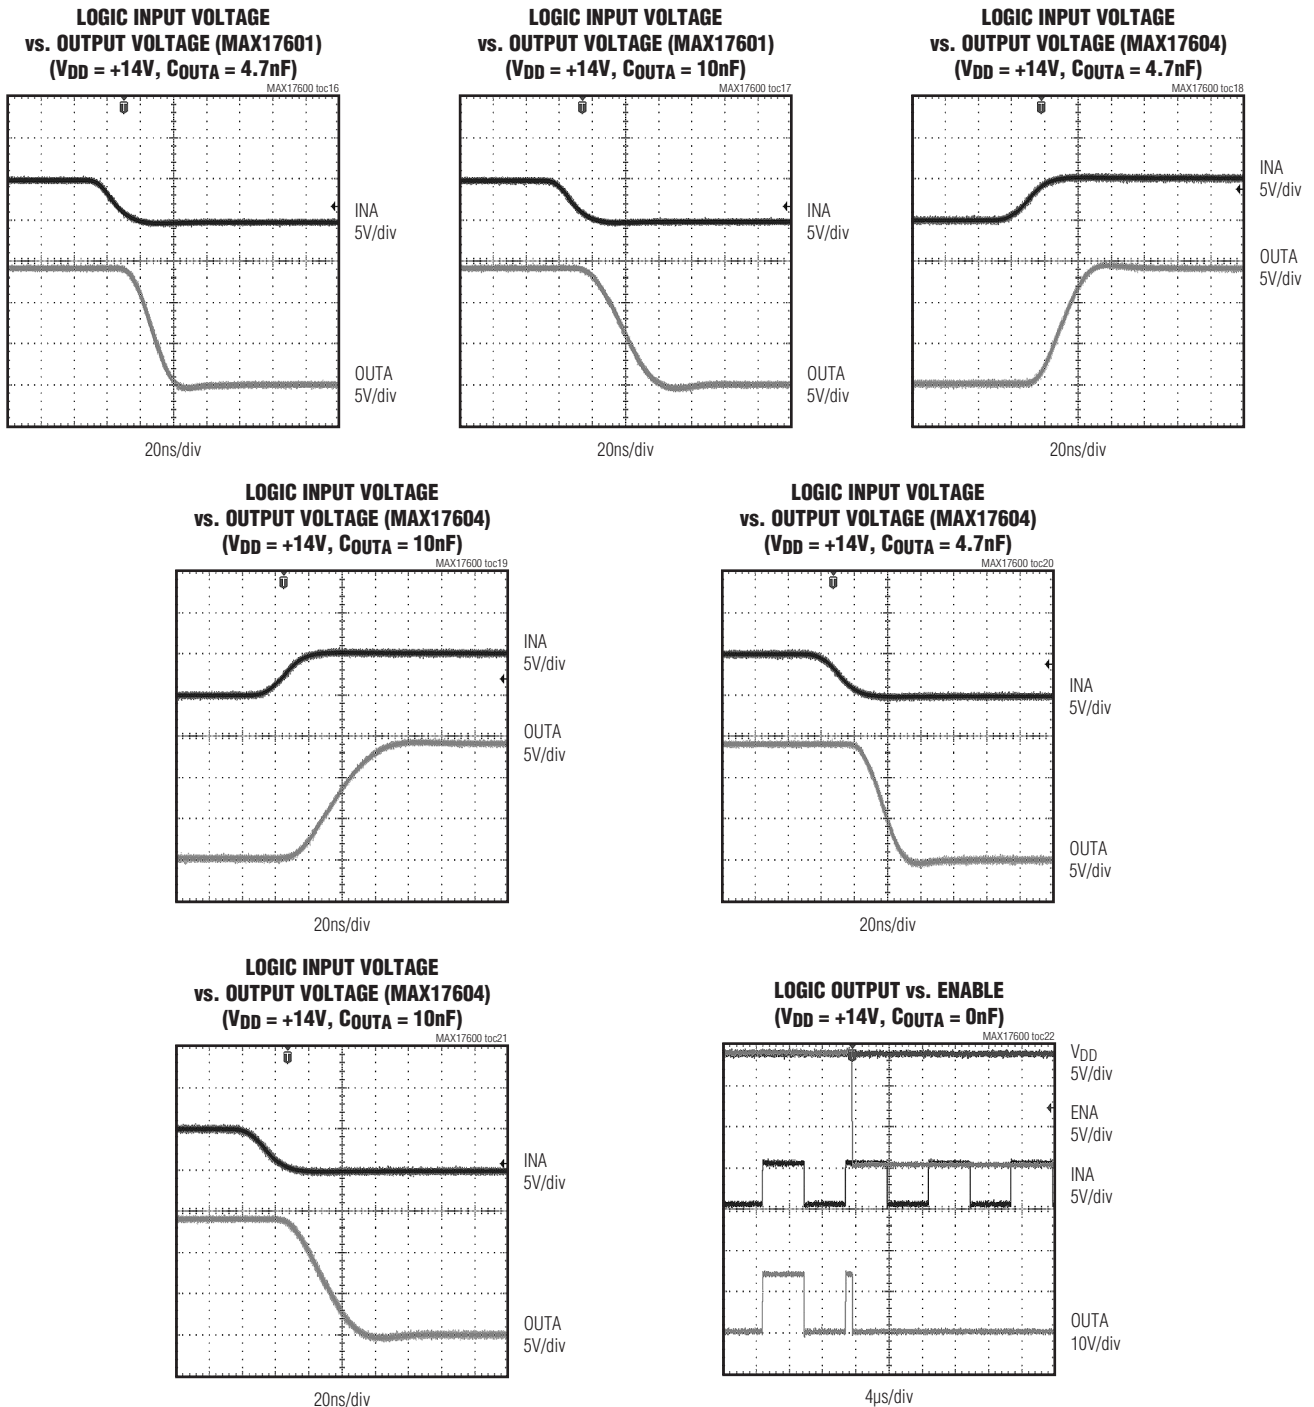 LOGIC INPUT VOLTAGE
vs. OUTPUT VOLTAGE (MAX17601)
(VDD = +14V, COUTA = 4.7nF)
MAX17600 toc16
INA
5V/div
OUTA
5V/div
20ns/div
LOGIC INPUT VOLTAGE
vs. OUTPUT VOLTAGE (MAX17601)
(VDD = +14V, COUTA = 10nF)
MAX17600 toc17
INA
5V/div
OUTA
5V/div
20ns/div
LOGIC INPUT VOLTAGE
vs. OUTPUT VOLTAGE (MAX17604)
(VDD = +14V, COUTA = 4.7nF)
MAX17600 toc18
INA
5V/div
OUTA
5V/div
20ns/div
LOGIC INPUT VOLTAGE
vs. OUTPUT VOLTAGE (MAX17604)
(VDD = +14V, COUTA = 10nF)
MAX17600 toc19
INA
5V/div
OUTA
5V/div
20ns/div
LOGIC INPUT VOLTAGE
vs. OUTPUT VOLTAGE (MAX17604)
(VDD = +14V, COUTA = 4.7nF)
MAX17600 toc20
INA
5V/div
OUTA
5V/div
20ns/div
LOGIC INPUT VOLTAGE
vs. OUTPUT VOLTAGE (MAX17604)
(VDD = +14V, COUTA = 10nF)
MAX17600 toc21
INA
5V/div
OUTA
5V/div
20ns/div
LOGIC OUTPUT vs. ENABLE
(VDD = +14V, COUTA = 0nF)
MAX17600 toc22
VDD
5V/div
ENA
5V/div
INA
5V/div
OUTA
10V/div
4µs/div